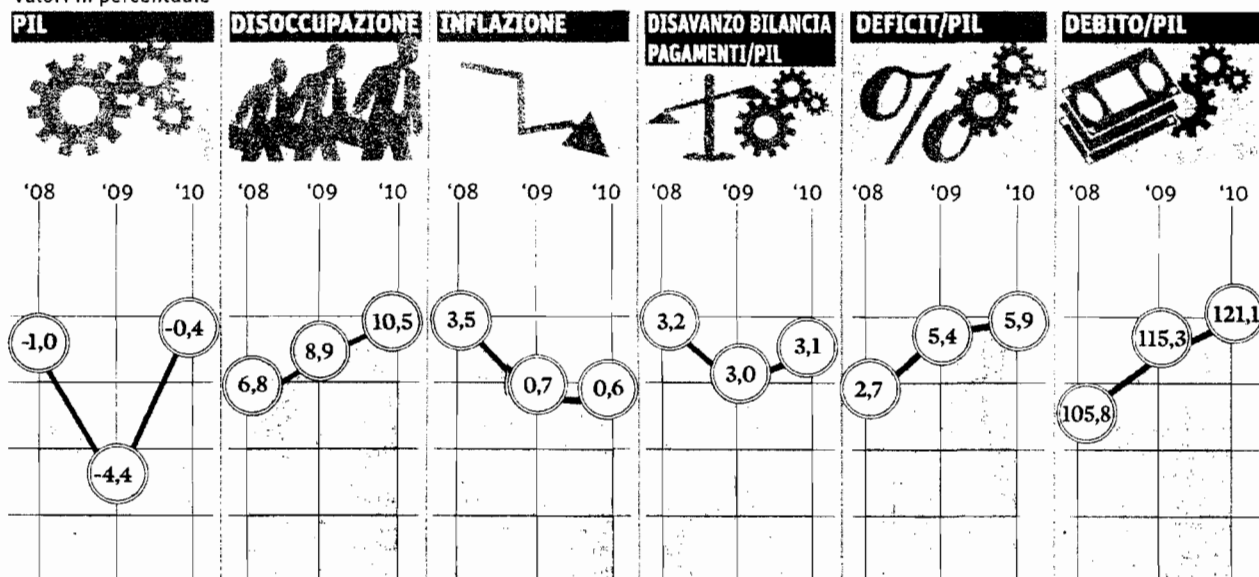 Valori in percentuale
PIL
'08 '09 '10
-1,0 -4,4 -0,4
DISOCCUPAZIONE
'08 '09 '10
6,8 8,9 10,5
INFLAZIONE
'08 '09 '10
3,5 0,7 0,6
DISAVANZO BILANCIA
PAGAMENTI/PIL
'08 '09 '10
3,2 3,0 3,1
DEFICIT/PIL
'08 '09 '10
2,7 5,4 5,9
DEBITO/PIL
'08 '09 '10
105,8 115,3 121,1